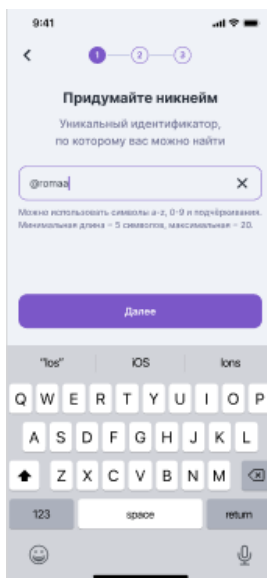 9:41
1 2 3
Придумайте никнейм
Уникальный идентификатор,
по которому вас можно найти
@romaa
Можно использовать символы a-z, 0-9 и подчёркивания.
Минимальная длина – 5 символов, максимальная – 20.
Далее
"Ios" iOS Ions
Q W E R T Y U I O P
A S D F G H J K L
Z X C V B N M
123 space return